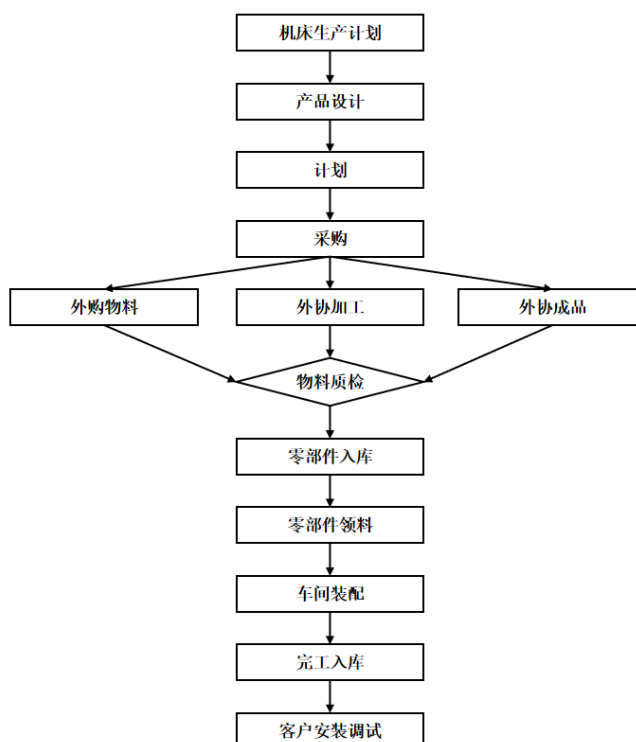 机床生产计划
产品设计
计划
采购
外购物料
外协加工
外协成品
物料质检
零部件入库
零部件领料
车间装配
完工入库
客户安装调试